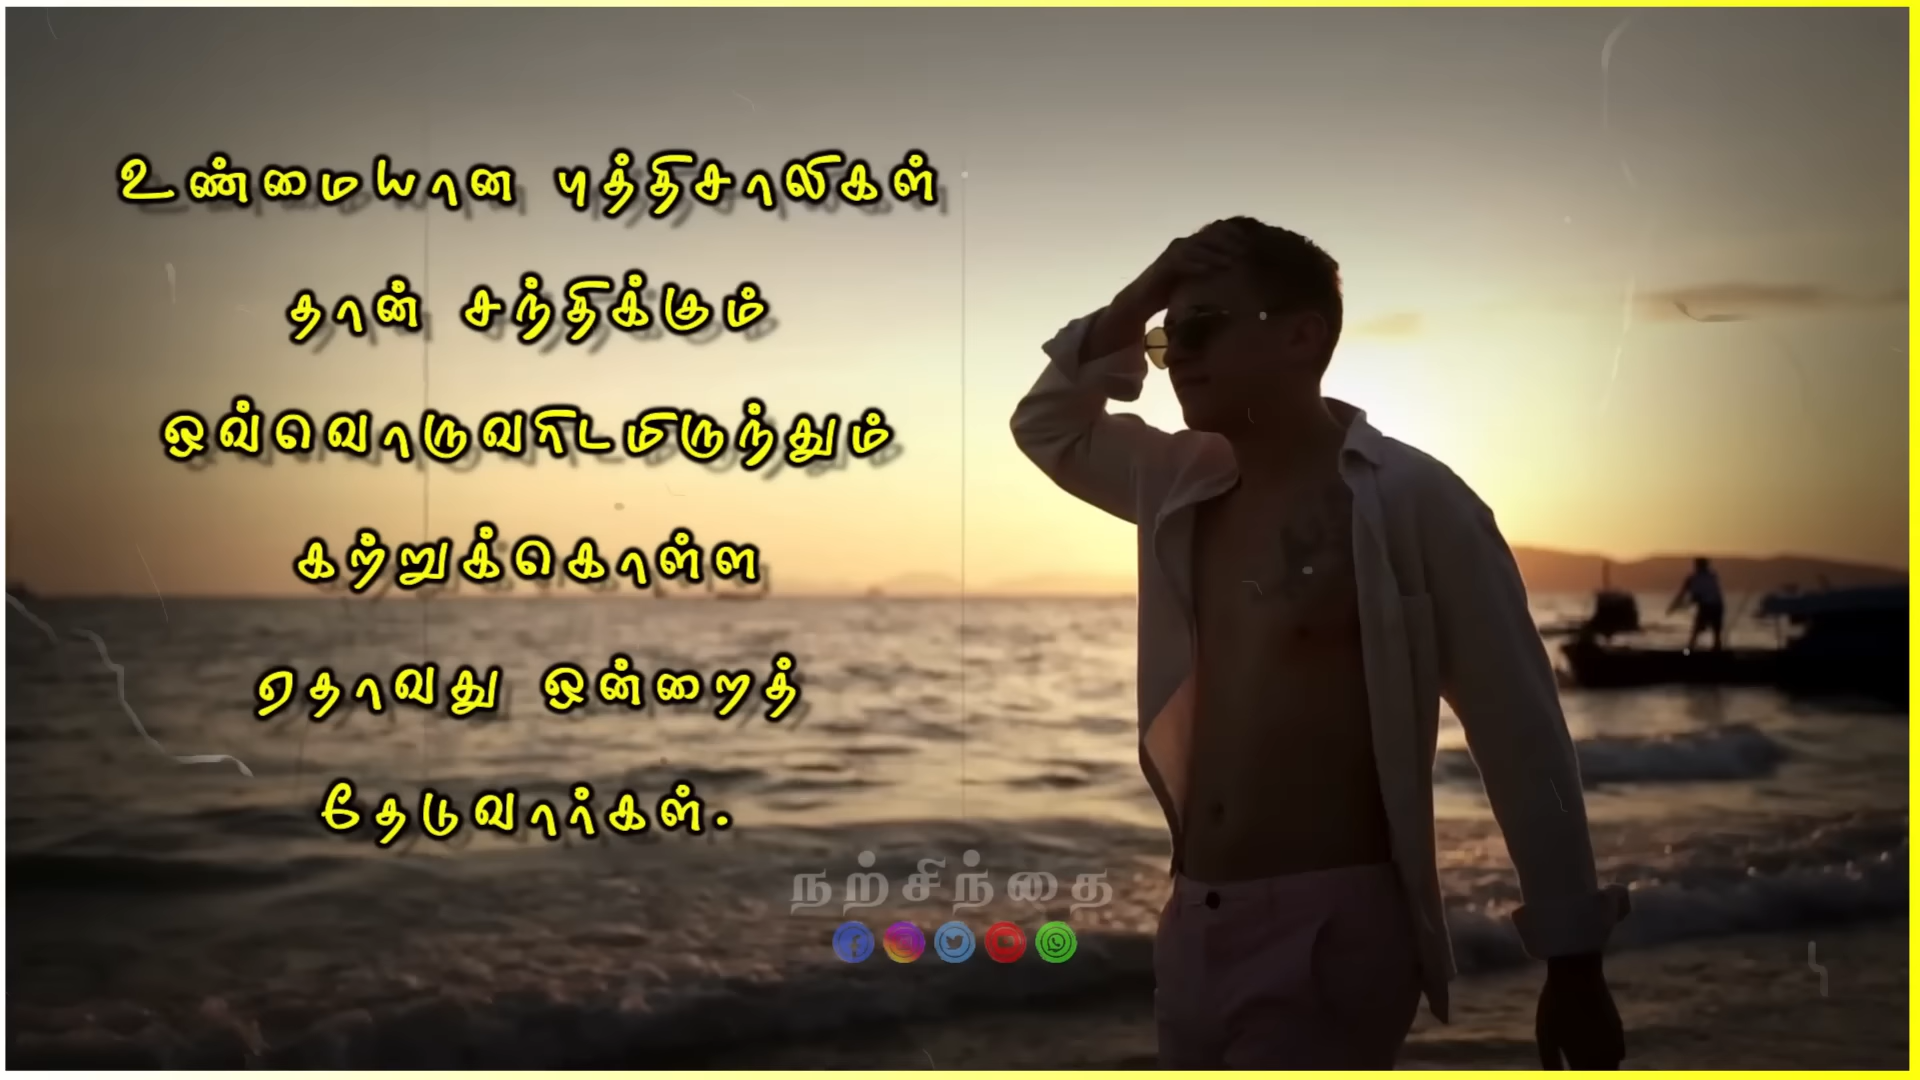 உண்மையான புத்திசாலிகள்
தான் சந்திக்கும்
ஒவ்வொருவரிடமிருந்தும்
கற்றுக்கொள்ள
ஏதாவது ஒன்றைத்
தேடுவார்கள்.
நற்சிந்தை